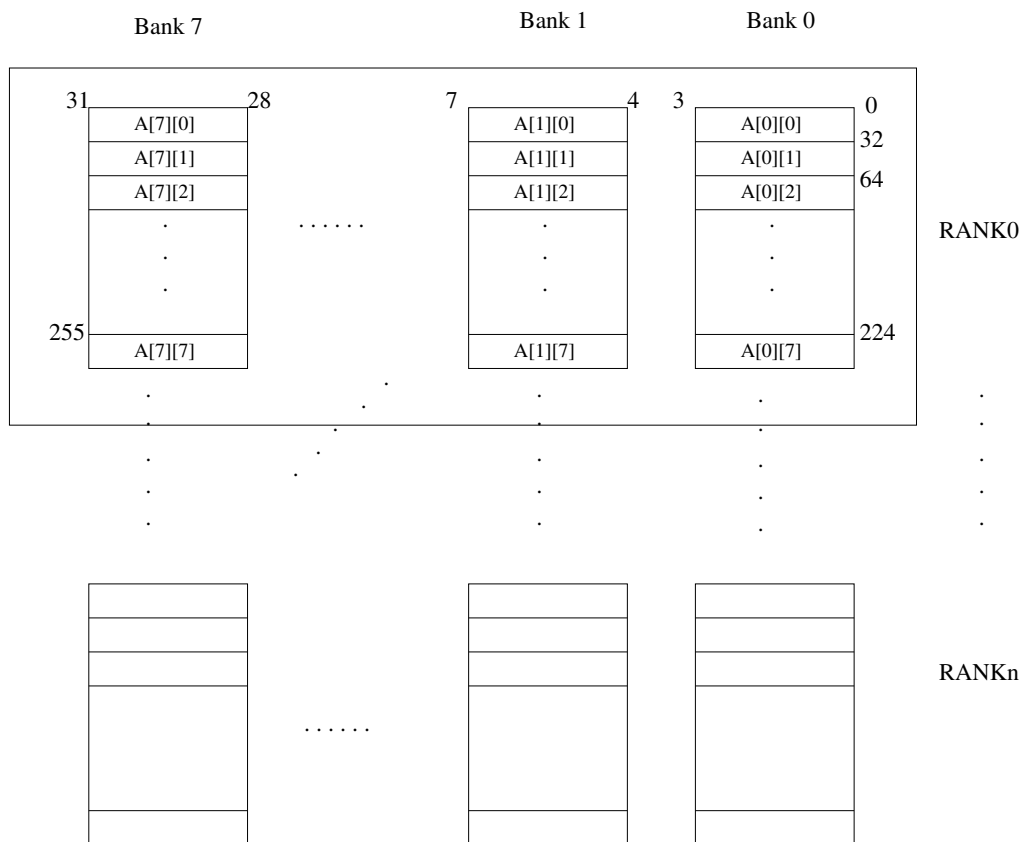 Bank 7 Bank 1 Bank 0
31 28 7 4 3 0
A[7][0] A[1][0] A[0][0]
32
A[7][1] A[1][1] A[0][1]
64
A[7][2] A[1][2] A[0][2]
RANK0
255 224
A[7][7] A[1][7] A[0][7]
RANKn